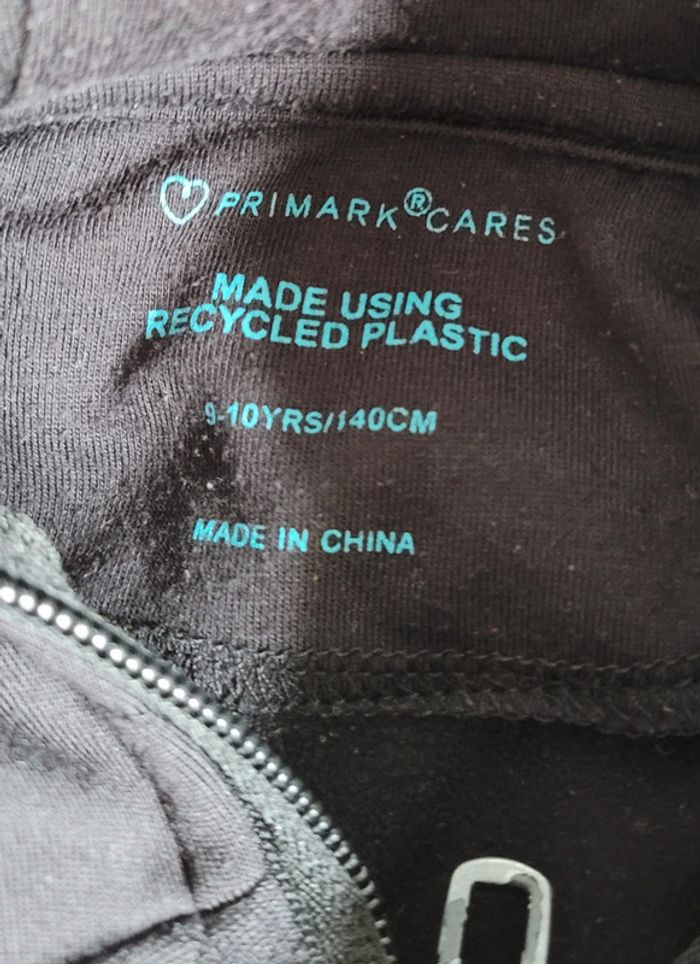 PRIMARK®CARES
MADE USING
RECYCLED PLASTIC
9-10YRS/140CM
MADE IN CHINA